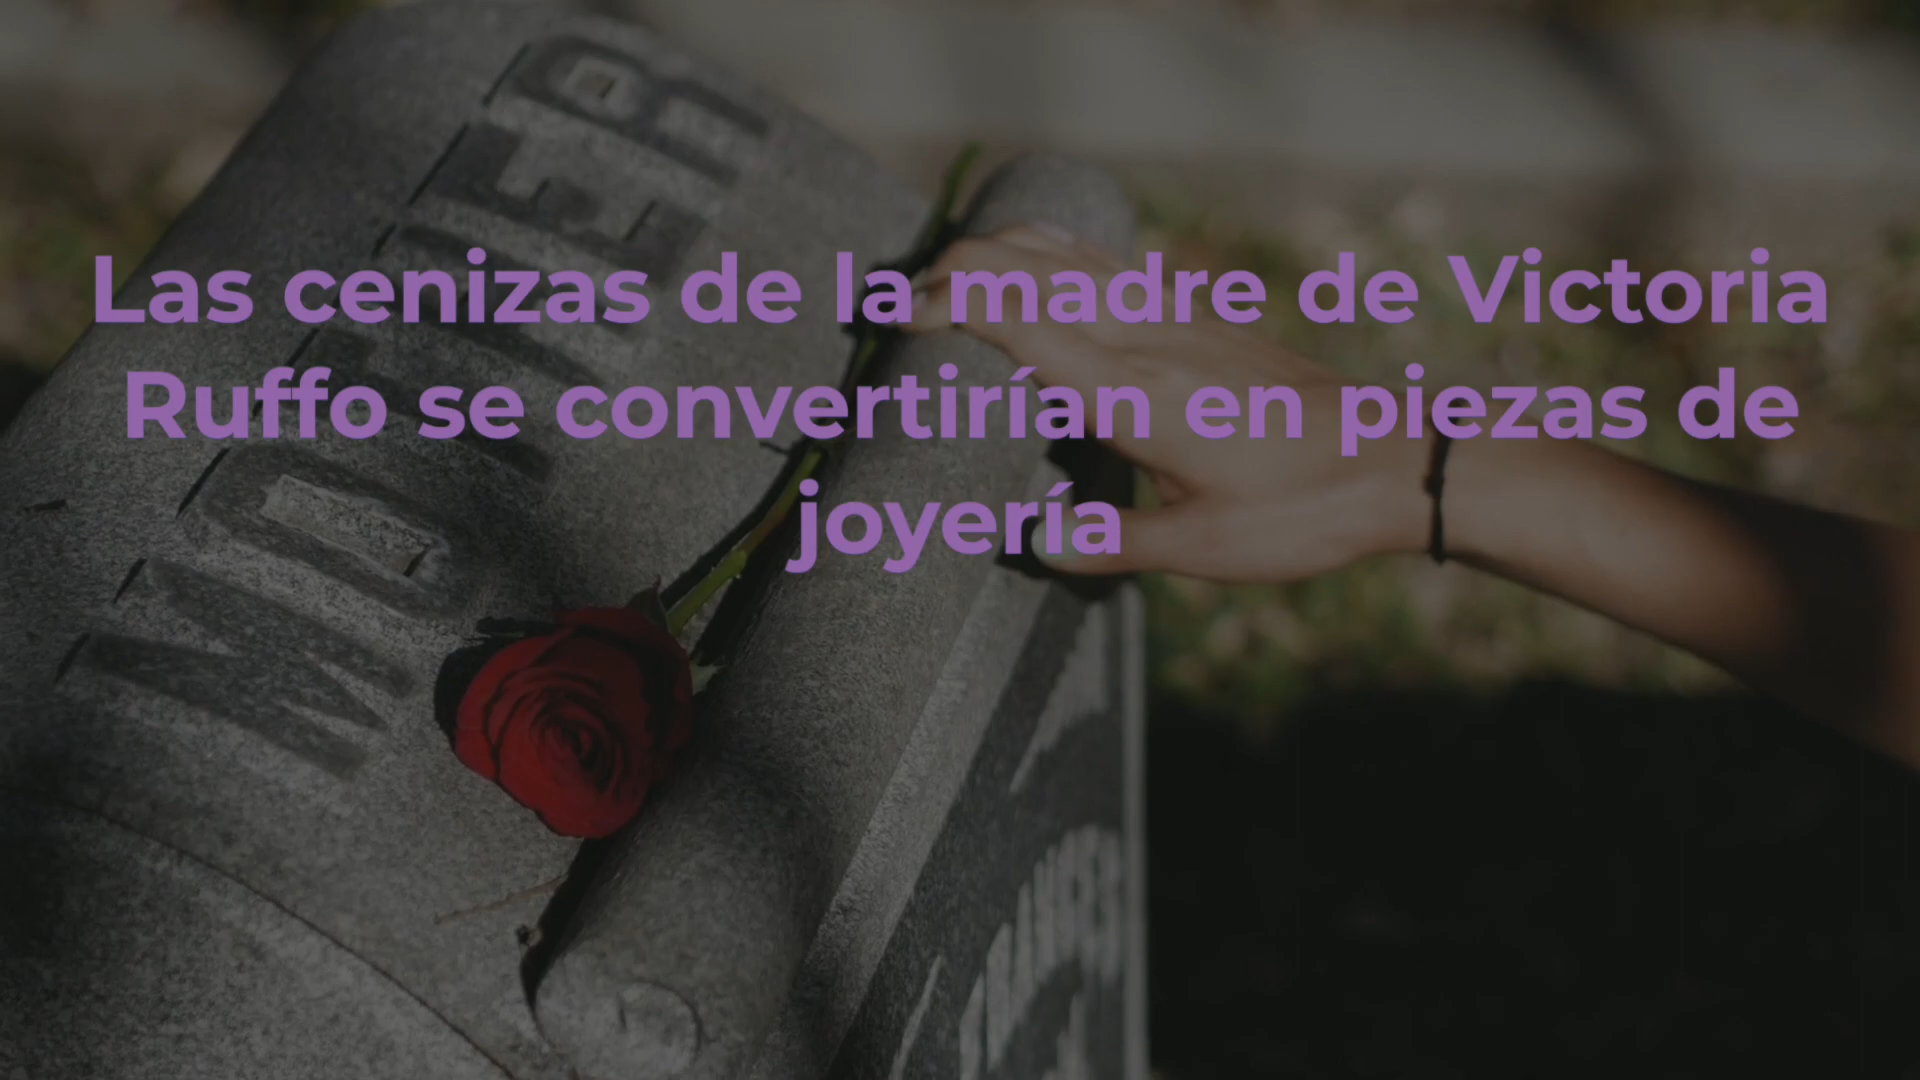 Las cenizas de la madre de Victoria
Ruffo se convertirían en piezas de
joyería
MOTHER